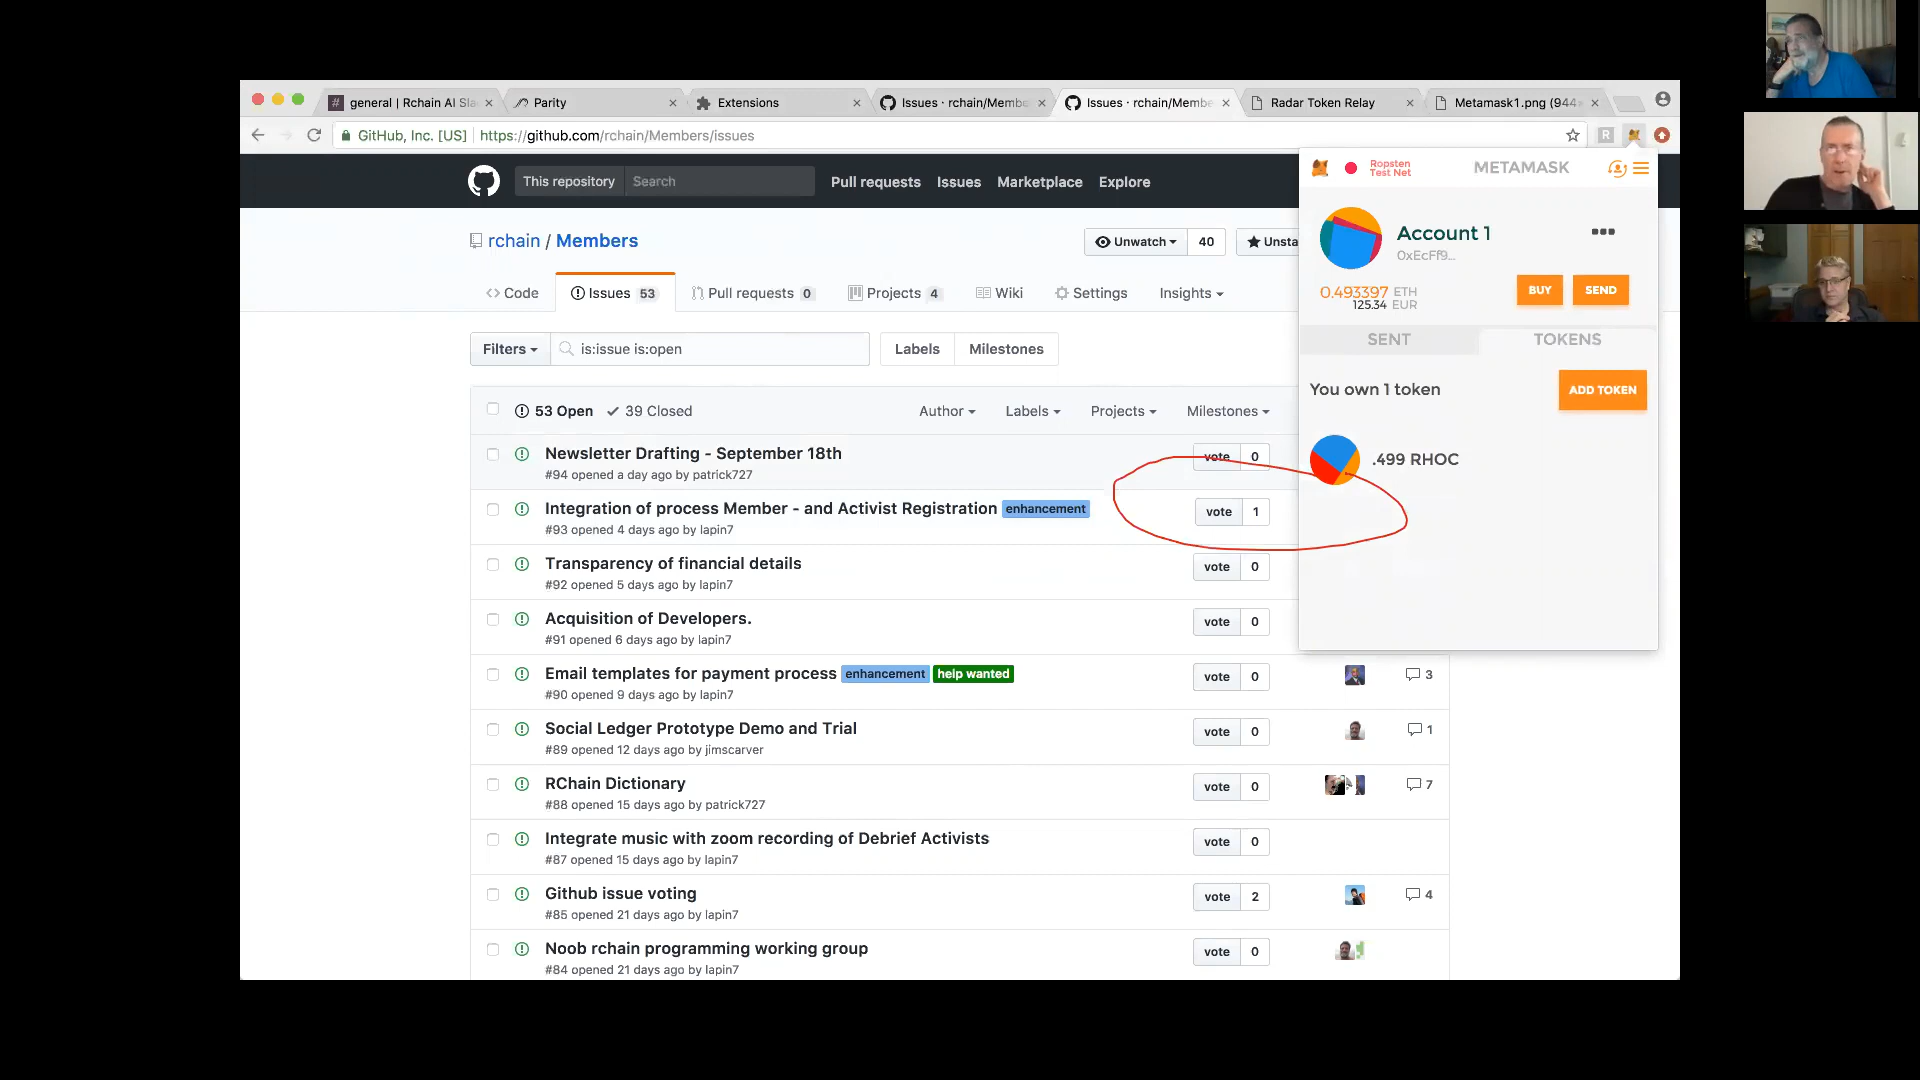 # general | Rchain AI Sla ×
Parity ×
Extensions ×
Issues · rchain/Membe ×
Issues · rchain/Membe ×
Radar Token Relay ×
Metamask1.png (944× ×
GitHub, Inc. [US] | https://github.com/rchain/Members/issues
R
This repository Search Pull requests Issues Marketplace Explore
rchain / Members
Unwatch 40 Unsta
Code Issues 53 Pull requests 0 Projects 4 Wiki Settings Insights
Filters is:issue is:open Labels Milestones
53 Open 39 Closed Author Labels Projects Milestones
Newsletter Drafting - September 18th vote 0
#94 opened a day ago by patrick727
Integration of process Member - and Activist Registration enhancement vote 1
#93 opened 4 days ago by lapin7
Transparency of financial details vote 0
#92 opened 5 days ago by lapin7
Acquisition of Developers. vote 0
#91 opened 6 days ago by lapin7
Email templates for payment process enhancement help wanted vote 0 3
#90 opened 9 days ago by lapin7
Social Ledger Prototype Demo and Trial vote 0 1
#89 opened 12 days ago by jimscarver
RChain Dictionary vote 0 7
#88 opened 15 days ago by patrick727
Integrate music with zoom recording of Debrief Activists vote 0
#87 opened 15 days ago by lapin7
Github issue voting vote 2 4
#85 opened 21 days ago by lapin7
Noob rchain programming working group vote 0
#84 opened 21 days ago by lapin7
Ropsten
Test Net
METAMASK
Account 1
0xEcFf9...
0.493397 ETH
125.34 EUR
BUY SEND
SENT TOKENS
You own 1 token ADD TOKEN
.499 RHOC